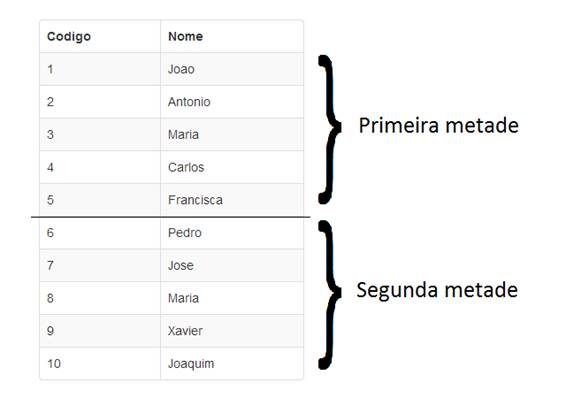 Codigo Nome
1 Joao
2 Antonio
3 Maria
4 Carlos
5 Francisca
Primeira metade
6 Pedro
7 Jose
8 Maria
9 Xavier
10 Joaquim
Segunda metade